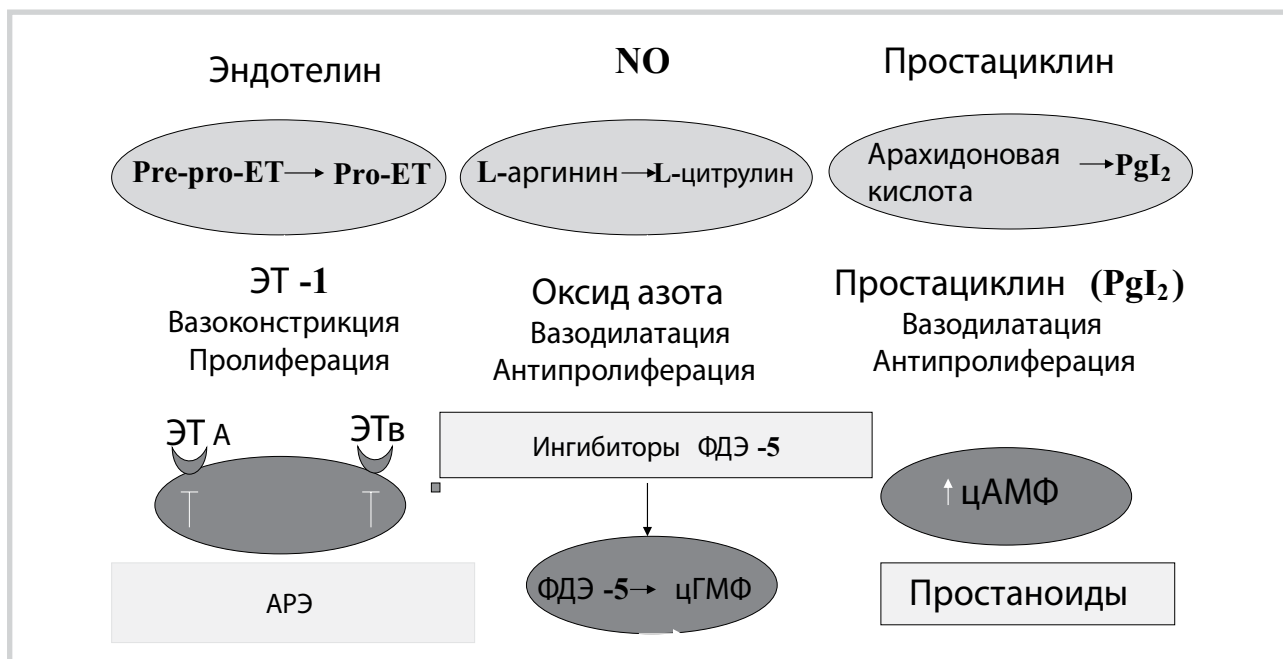 Эндотелин
NO
Простациклин
Pre-pro-ET Pro-ET
L-аргинин L-цитрулин
Арахидоновая
кислота
PgI₂
ЭТ -1
Вазоконстрикция
Пролиферация
Оксид азота
Вазодилатация
Антипролиферация
Простациклин (PgI₂)
Вазодилатация
Антипролиферация
ЭТ А
ЭТв
Ингибиторы ФДЭ -5
цАМФ
АРЭ
ФДЭ -5 цГМФ
Простаноиды